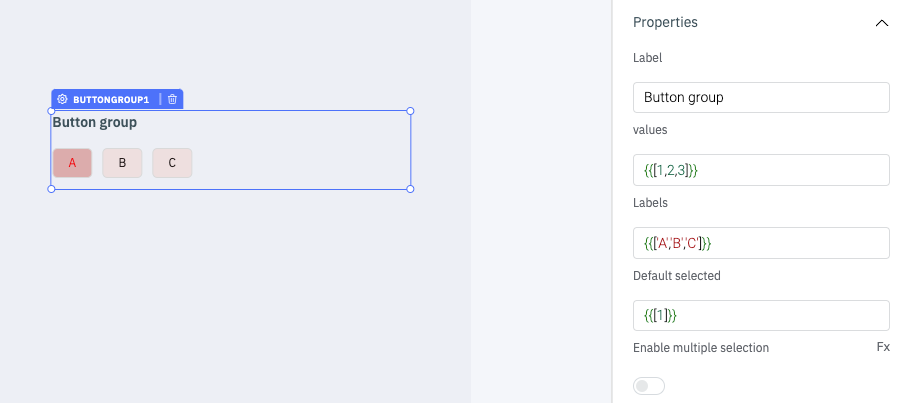 BUTTONGROUP1
Button group
A B C
Properties
Label
Button group
values
{{[1,2,3]}}
Labels
{{['A','B','C']}}
Default selected
{{[1]}}
Enable multiple selection Fx